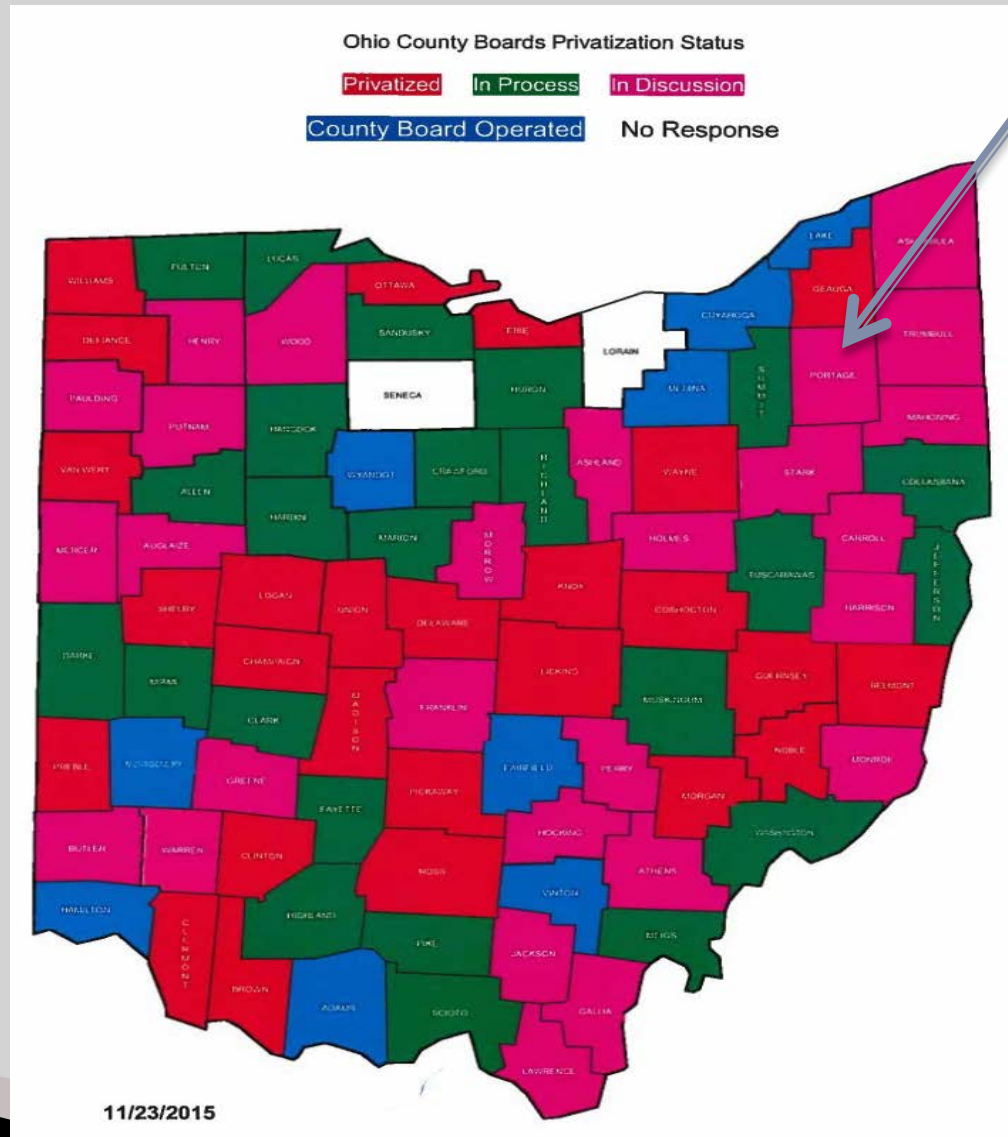 Ohio County Boards Privatization Status
Privatized In Process In Discussion
County Board Operated No Response
LAKE
ASHTABULA
WILLIAMS
FULTON
LUCAS
OTTAWA
GEAUGA
CUYAHOGA
DEFIANCE
HENRY
WOOD
SANDUSKY
ERIE
LORAIN
TRUMBULL
PORTAGE
SUMMIT
MEDINA
SENECA
HURON
PAULDING
PUTNAM
HANCOCK
MAHONING
VAN WERT
ALLEN
WYANDOT
CRAWFORD
RICHLAND
ASHLAND
WAYNE
STARK
COLUMBIANA
HARDIN
MARION
MORROW
HOLMES
CARROLL
JEFFERSON
MERCER
AUGLAIZE
TUSCARAWAS
HARRISON
SHELBY
LOGAN
UNION
DELAWARE
KNOX
COSHOCTON
DARKE
MIAMI
CHAMPAIGN
LICKING
MUSKINGUM
GUERNSEY
BELMONT
CLARK
MADISON
FRANKLIN
NOBLE
MONROE
PREBLE
MONTGOMERY
GREENE
PICKAWAY
FAIRFIELD
PERRY
MORGAN
FAYETTE
WASHINGTON
BUTLER
WARREN
CLINTON
ROSS
HOCKING
ATHENS
HAMILTON
CLERMONT
HIGHLAND
VINTON
MEIGS
PIKE
JACKSON
BROWN
ADAMS
SCIOTO
GALLIA
LAWRENCE
11/23/2015